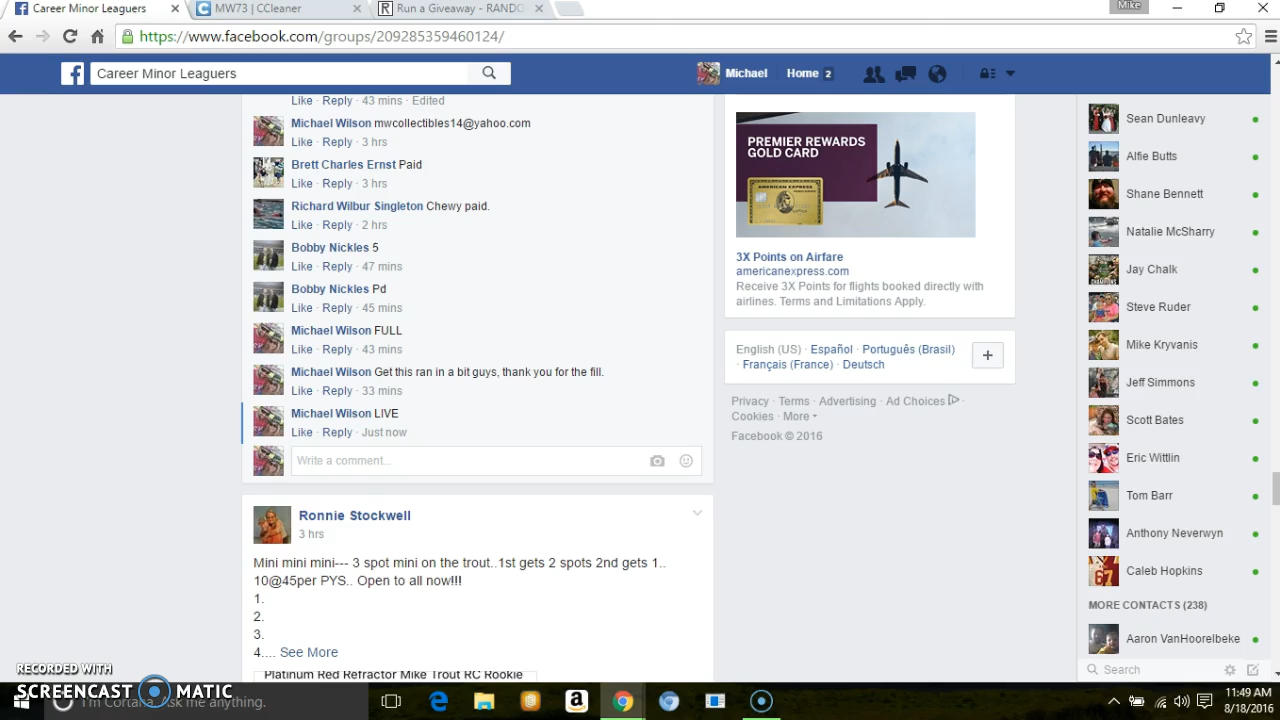 Career Minor Leaguers
MW73 | CCleaner
Run a Giveaway - RANDO
Mike
https://www.facebook.com/groups/209285359460124/
Career Minor Leaguers
Michael
Home 2
Like · Reply · 43 mins · Edited
Michael Wilson mwcollectibles14@yahoo.com
Like · Reply · 3 hrs
Brett Charles Ernst Paid
Like · Reply · 3 hrs
Richard Wilbur Singleton Chewy paid.
Like · Reply · 2 hrs
Bobby Nickles 5
Like · Reply · 47 mins
Bobby Nickles Pd
Like · Reply · 45 mins
Michael Wilson FULL
Like · Reply · 43 mins
Michael Wilson Get this ran in a bit guys, thank you for the fill.
Like · Reply · 33 mins
Michael Wilson LIVE
Like · Reply · Just now
Write a comment...
Ronnie Stockwell
3 hrs
1.
2.
3.
4.... See More
Mini mini mini--- 3 spot mini on the trout..1st gets 2 spots 2nd gets 1..
10@45per PYS.. Open to all now!!!
Platinum Red Refractor Mike Trout RC Rookie
PREMIER REWARDS
GOLD CARD
3X Points on Airfare
americanexpress.com
Receive 3X Points for flights booked directly with
airlines. Terms and Limitations Apply.
English (US) · Español · Português (Brasil)
· Français (France) · Deutsch
Privacy · Terms · Advertising · Ad Choices ·
Cookies · More
Facebook © 2016
Sean Dunleavy
Alfie Butts
Shane Bennett
Natalie McSharry
Jay Chalk
Steve Ruder
Mike Kryvanis
Jeff Simmons
Scott Bates
Eric Wittlin
Tom Barr
Anthony Neverwyn
Caleb Hopkins
MORE CONTACTS (238)
Aaron VanHoorelbeke
Search
RECORDED WITH
SCREENCAST MATIC
I'm Cortana. Ask me anything.
11:49 AM
8/18/2016